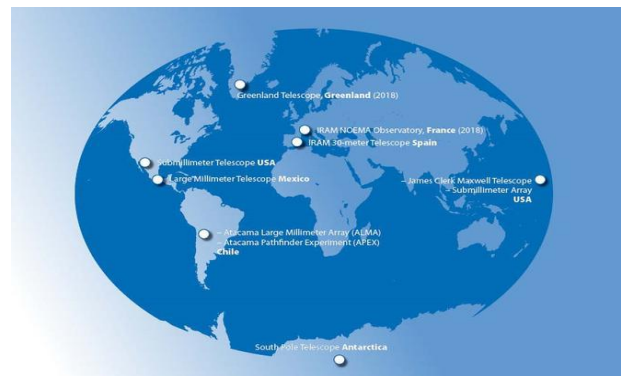 Greenland Telescope, Greenland (2018)
IRAM NOEMA Observatory, France (2018)
IRAM 30-meter Telescope Spain
Submillimeter Telescope USA
Large Millimeter Telescope Mexico
– James Clerk Maxwell Telescope
– Submillimeter Array
USA
– Atacama Large Millimeter Array (ALMA)
– Atacama Pathfinder Experiment (APEX)
Chile
South Pole Telescope Antarctica